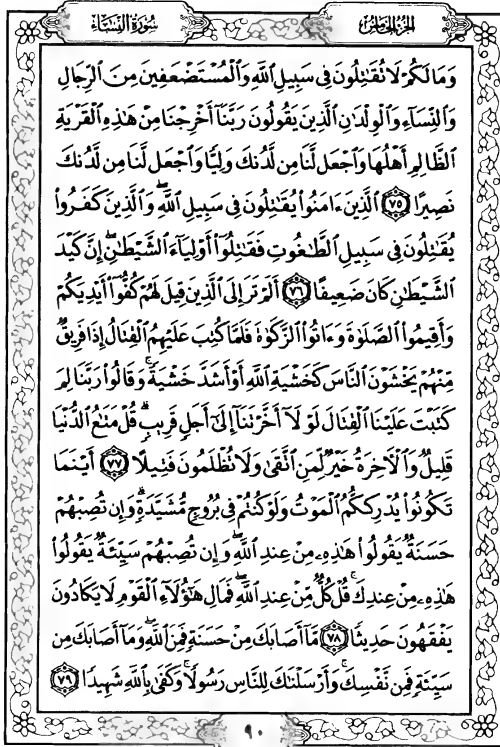 الجزء الخامس
سورة النساء
وَمَا لَكُمْ لَا تُقَٰتِلُونَ فِى سَبِيلِ ٱللَّهِ وَٱلْمُسْتَضْعَفِينَ مِنَ ٱلرِّجَالِ
وَٱلنِّسَآءِ وَٱلْوِلْدَٰنِ ٱلَّذِينَ يَقُولُونَ رَبَّنَآ أَخْرِجْنَا مِنْ هَٰذِهِ ٱلْقَرْيَةِ
ٱلظَّالِمِ أَهْلُهَا وَٱجْعَل لَّنَا مِن لَّدُنكَ وَلِيًّا وَٱجْعَل لَّنَا مِن لَّدُنكَ
نَصِيرًا ٧٥ ٱلَّذِينَ ءَامَنُوا۟ يُقَٰتِلُونَ فِى سَبِيلِ ٱللَّهِ ۖ وَٱلَّذِينَ كَفَرُوا۟
يُقَٰتِلُونَ فِى سَبِيلِ ٱلطَّٰغُوتِ فَقَٰتِلُوٓا۟ أَوْلِيَآءَ ٱلشَّيْطَٰنِ ۖ إِنَّ كَيْدَ
ٱلشَّيْطَٰنِ كَانَ ضَعِيفًا ٧٦ أَلَمْ تَرَ إِلَى ٱلَّذِينَ قِيلَ لَهُمْ كُفُّوٓا۟ أَيْدِيَكُمْ
وَأَقِيمُوا۟ ٱلصَّلَوٰةَ وَءَاتُوا۟ ٱلزَّكَوٰةَ فَلَمَّا كُتِبَ عَلَيْهِمُ ٱلْقِتَالُ إِذَا فَرِيقٌ
مِّنْهُمْ يَخْشَوْنَ ٱلنَّاسَ كَخَشْيَةِ ٱللَّهِ أَوْ أَشَدَّ خَشْيَةً ۚ وَقَالُوا۟ رَبَّنَا لِمَ
كَتَبْتَ عَلَيْنَا ٱلْقِتَالَ لَوْلَآ أَخَّرْتَنَآ إِلَىٰٓ أَجَلٍ قَرِيبٍ ۗ قُلْ مَتَٰعُ ٱلدُّنْيَا
قَلِيلٌ وَٱلْـَٔاخِرَةُ خَيْرٌ لِّمَنِ ٱتَّقَىٰ وَلَا تُظْلَمُونَ فَتِيلًا ٧٧ أَيْنَمَا
تَكُونُوا۟ يُدْرِككُّمُ ٱلْمَوْتُ وَلَوْ كُنتُمْ فِى بُرُوجٍ مُّشَيَّدَةٍ ۗ وَإِن تُصِبْهُمْ
حَسَنَةٌ يَقُولُوا۟ هَٰذِهِۦ مِنْ عِندِ ٱللَّهِ ۖ وَإِن تُصِبْهُمْ سَيِّئَةٌ يَقُولُوا۟
هَٰذِهِۦ مِنْ عِندِكَ ۚ قُلْ كُلٌّ مِّنْ عِندِ ٱللَّهِ ۖ فَمَالِ هَٰٓؤُلَآءِ ٱلْقَوْمِ لَا يَكَادُونَ
يَفْقَهُونَ حَدِيثًا ٧٨ مَّآ أَصَابَكَ مِنْ حَسَنَةٍ فَمِنَ ٱللَّهِ ۖ وَمَآ أَصَابَكَ مِن
سَيِّئَةٍ فَمِن نَّفْسِكَ ۚ وَأَرْسَلْنَٰكَ لِلنَّاسِ رَسُولًا ۚ وَكَفَىٰ بِٱللَّهِ شَهِيدًا ٧٩
٩٠